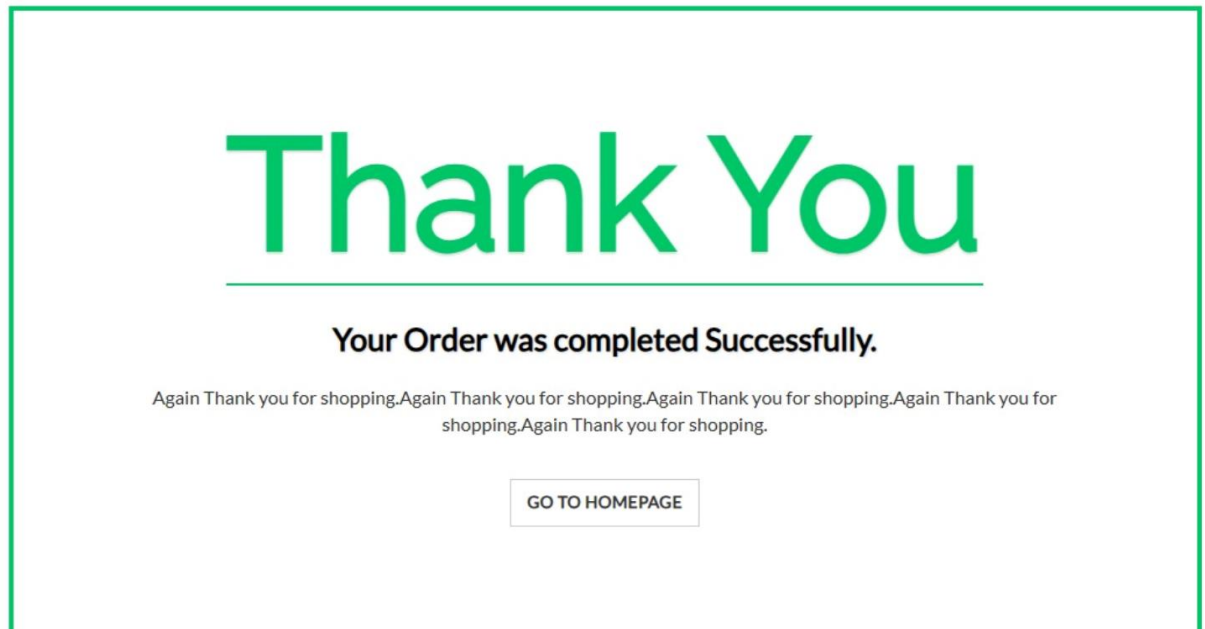 Thank You
Your Order was completed Successfully.
Again Thank you for shopping.Again Thank you for shopping.Again Thank you for shopping.Again Thank you for
shopping.Again Thank you for shopping.
GO TO HOMEPAGE